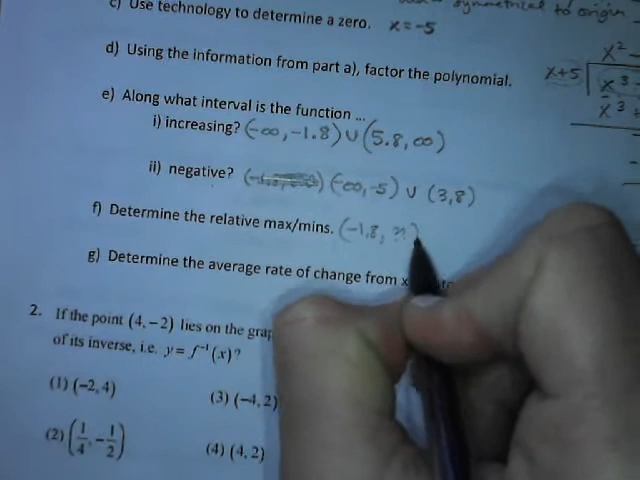 c) Use technology to determine a zero. x=-5
symmetrical to origin
d) Using the information from part a), factor the polynomial.
x²-
x+5 x³-
x³+
e) Along what interval is the function ...
i) increasing? (-∞, -1.8) ∪ (5.8, ∞)
ii) negative? (-∞, -5) ∪ (3,8)
f) Determine the relative max/mins. (-1.8,
g) Determine the average rate of change from x
2. If the point (4, -2) lies on the grap
of its inverse, i.e. y = f⁻¹(x)?
(1) (-2, 4)
(3) (-4, 2)
(2) (1/4, -1/2)
(4) (4, 2)